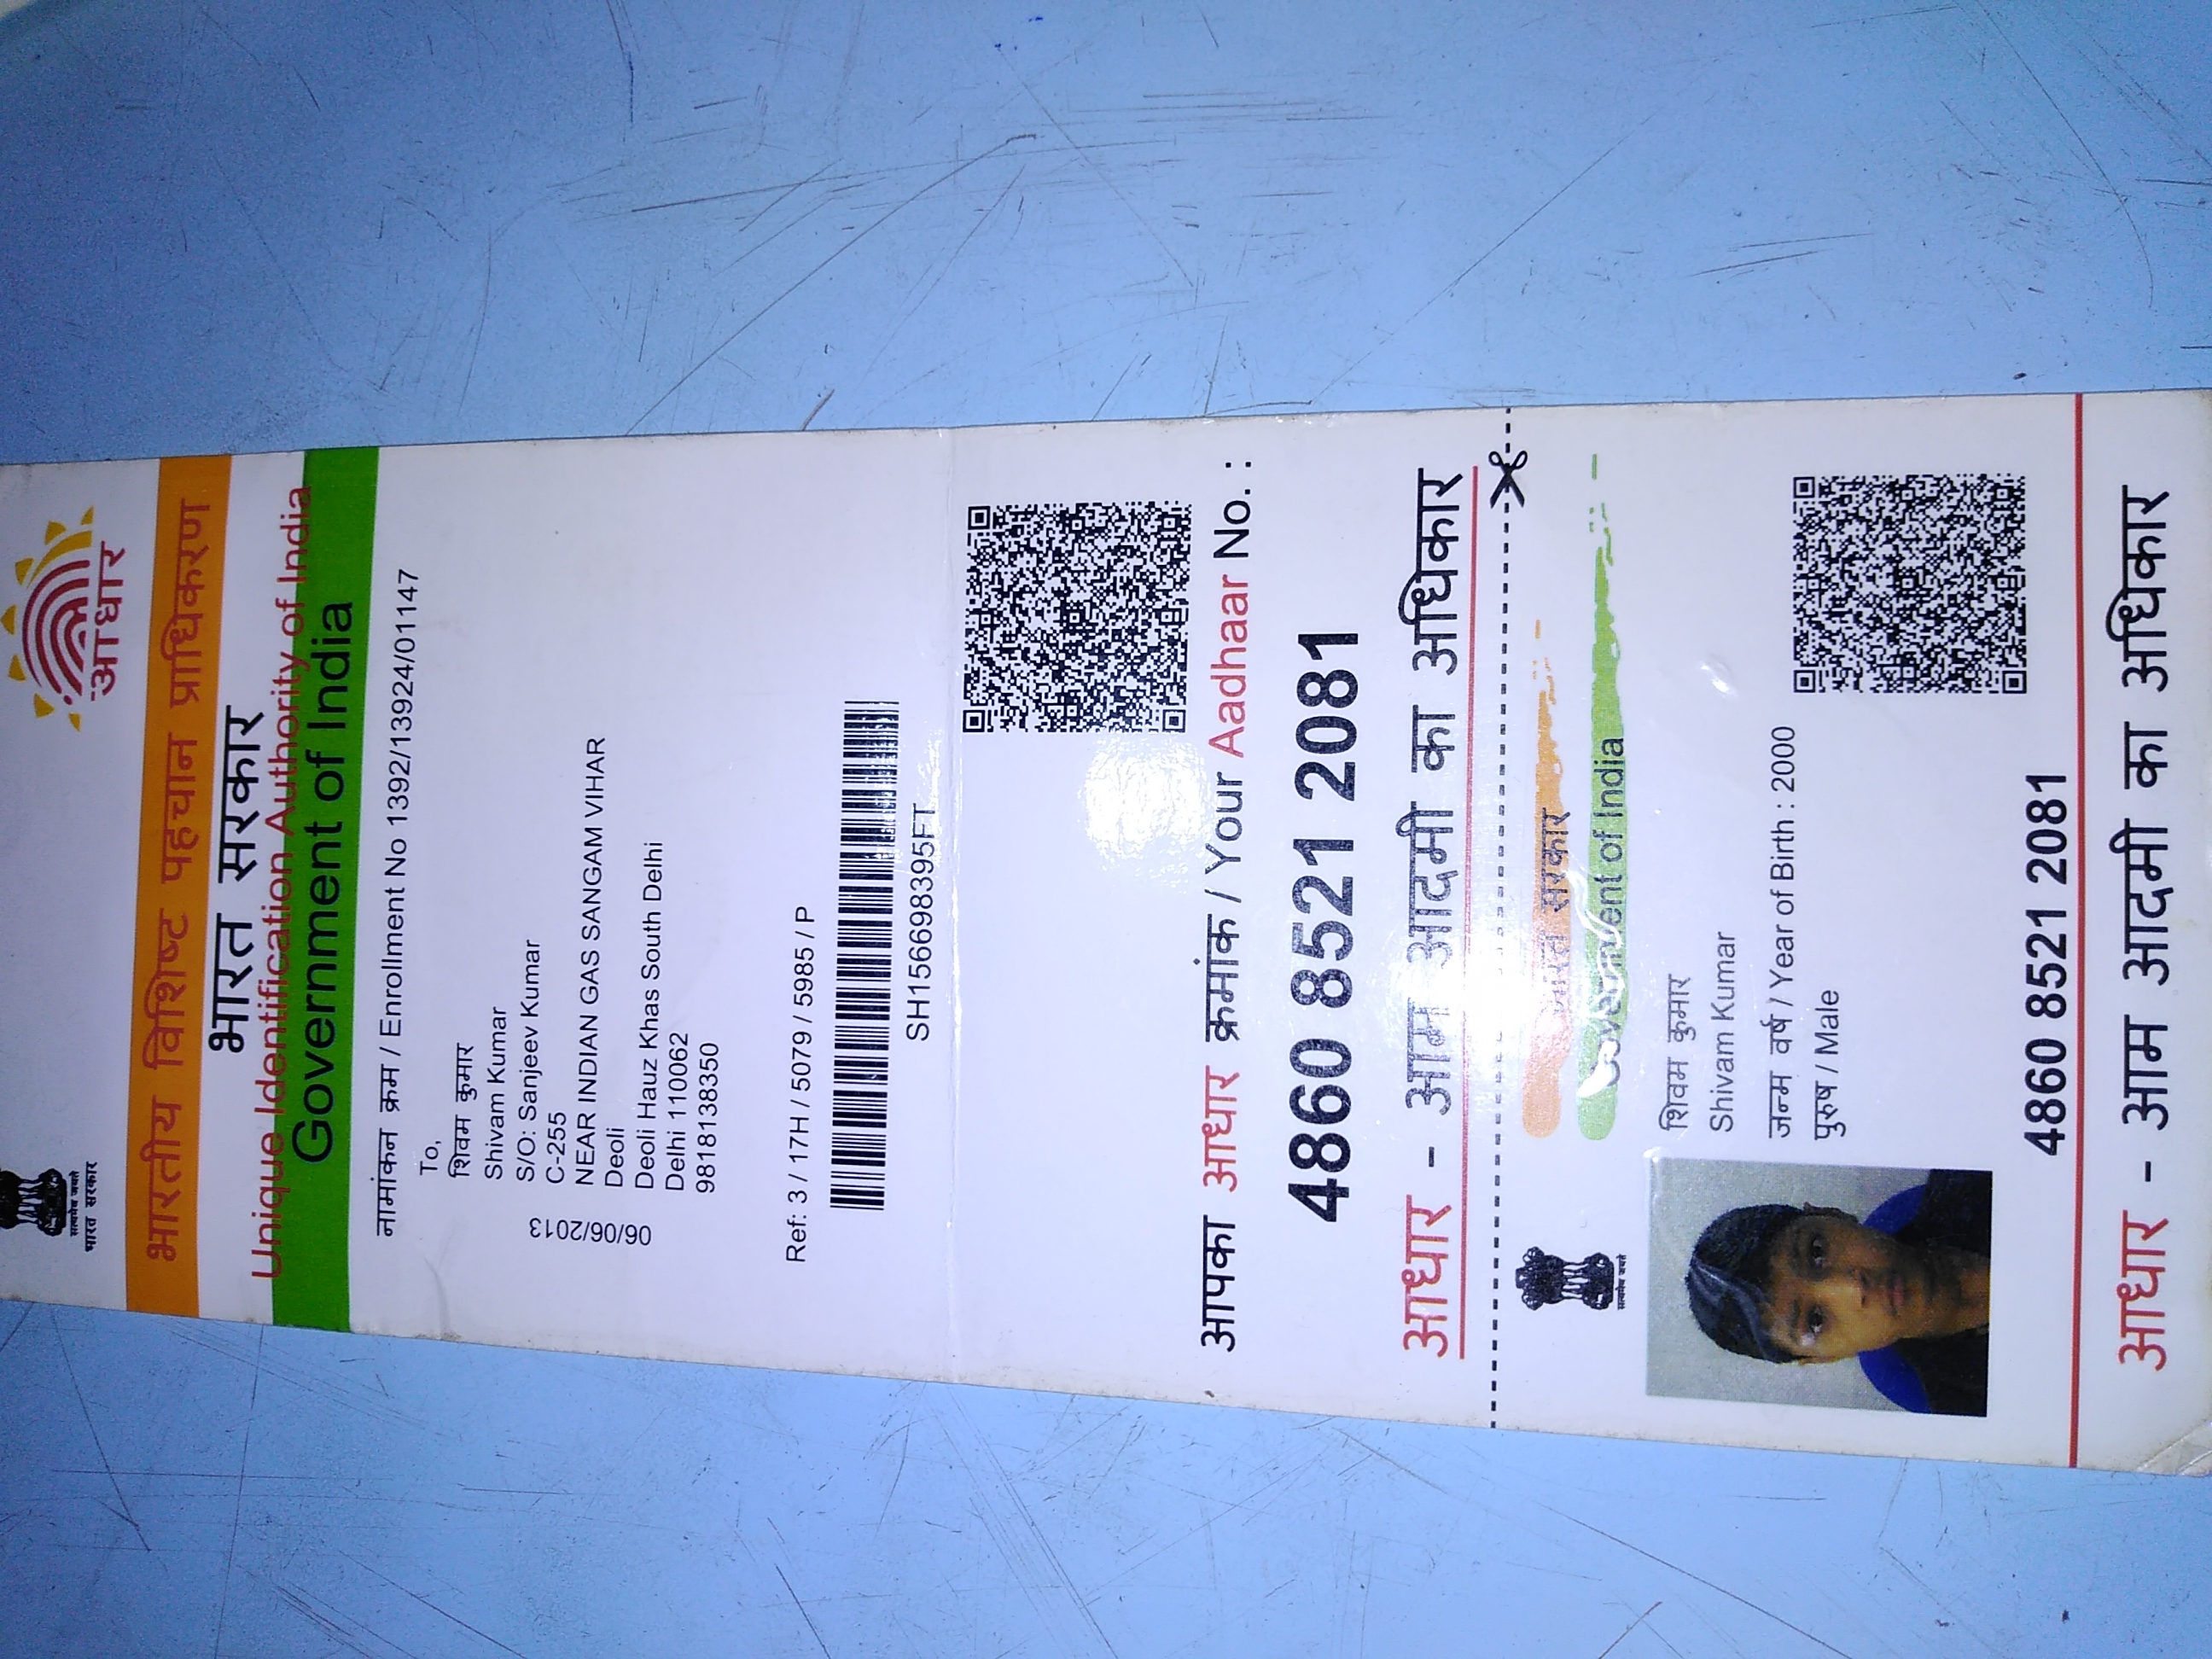 सत्यमेव जयते
भारत सरकार
आधार
भारतीय विशिष्ट पहचान प्राधिकरण
भारत सरकार
Unique Identification Authority of India
Government of India
नामांकन क्रम / Enrollment No 1392/13924/01147
To,
शिवम कुमार
Shivam Kumar
S/O: Sanjeev Kumar
C-255
NEAR INDIAN GAS SANGAM VIHAR
Deoli
Deoli Hauz Khas South Delhi
Delhi 110062
9818138350
06/06/2013
Ref: 3 / 17H / 5079 / 5985 / P
SH156698395FT
आपका आधार क्रमांक / Your Aadhaar No. :
4860 8521 2081
आधार - आम आदमी का अधिकार
सत्यमेव जयते
भारत सरकार
Government of India
शिवम कुमार
Shivam Kumar
जन्म वर्ष / Year of Birth : 2000
पुरुष / Male
4860 8521 2081
आधार - आम आदमी का अधिकार